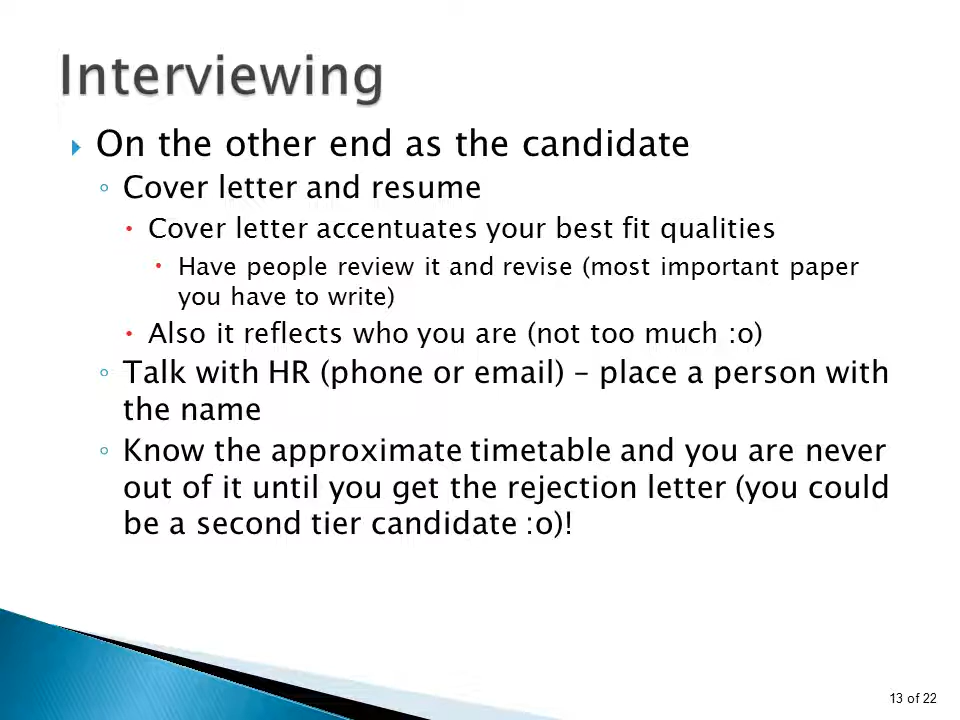 Interviewing
On the other end as the candidate
Cover letter and resume
Cover letter accentuates your best fit qualities
Have people review it and revise (most important paper
you have to write)
Also it reflects who you are (not too much :o)
Talk with HR (phone or email) – place a person with
the name
Know the approximate timetable and you are never
out of it until you get the rejection letter (you could
be a second tier candidate :o)!
13 of 22